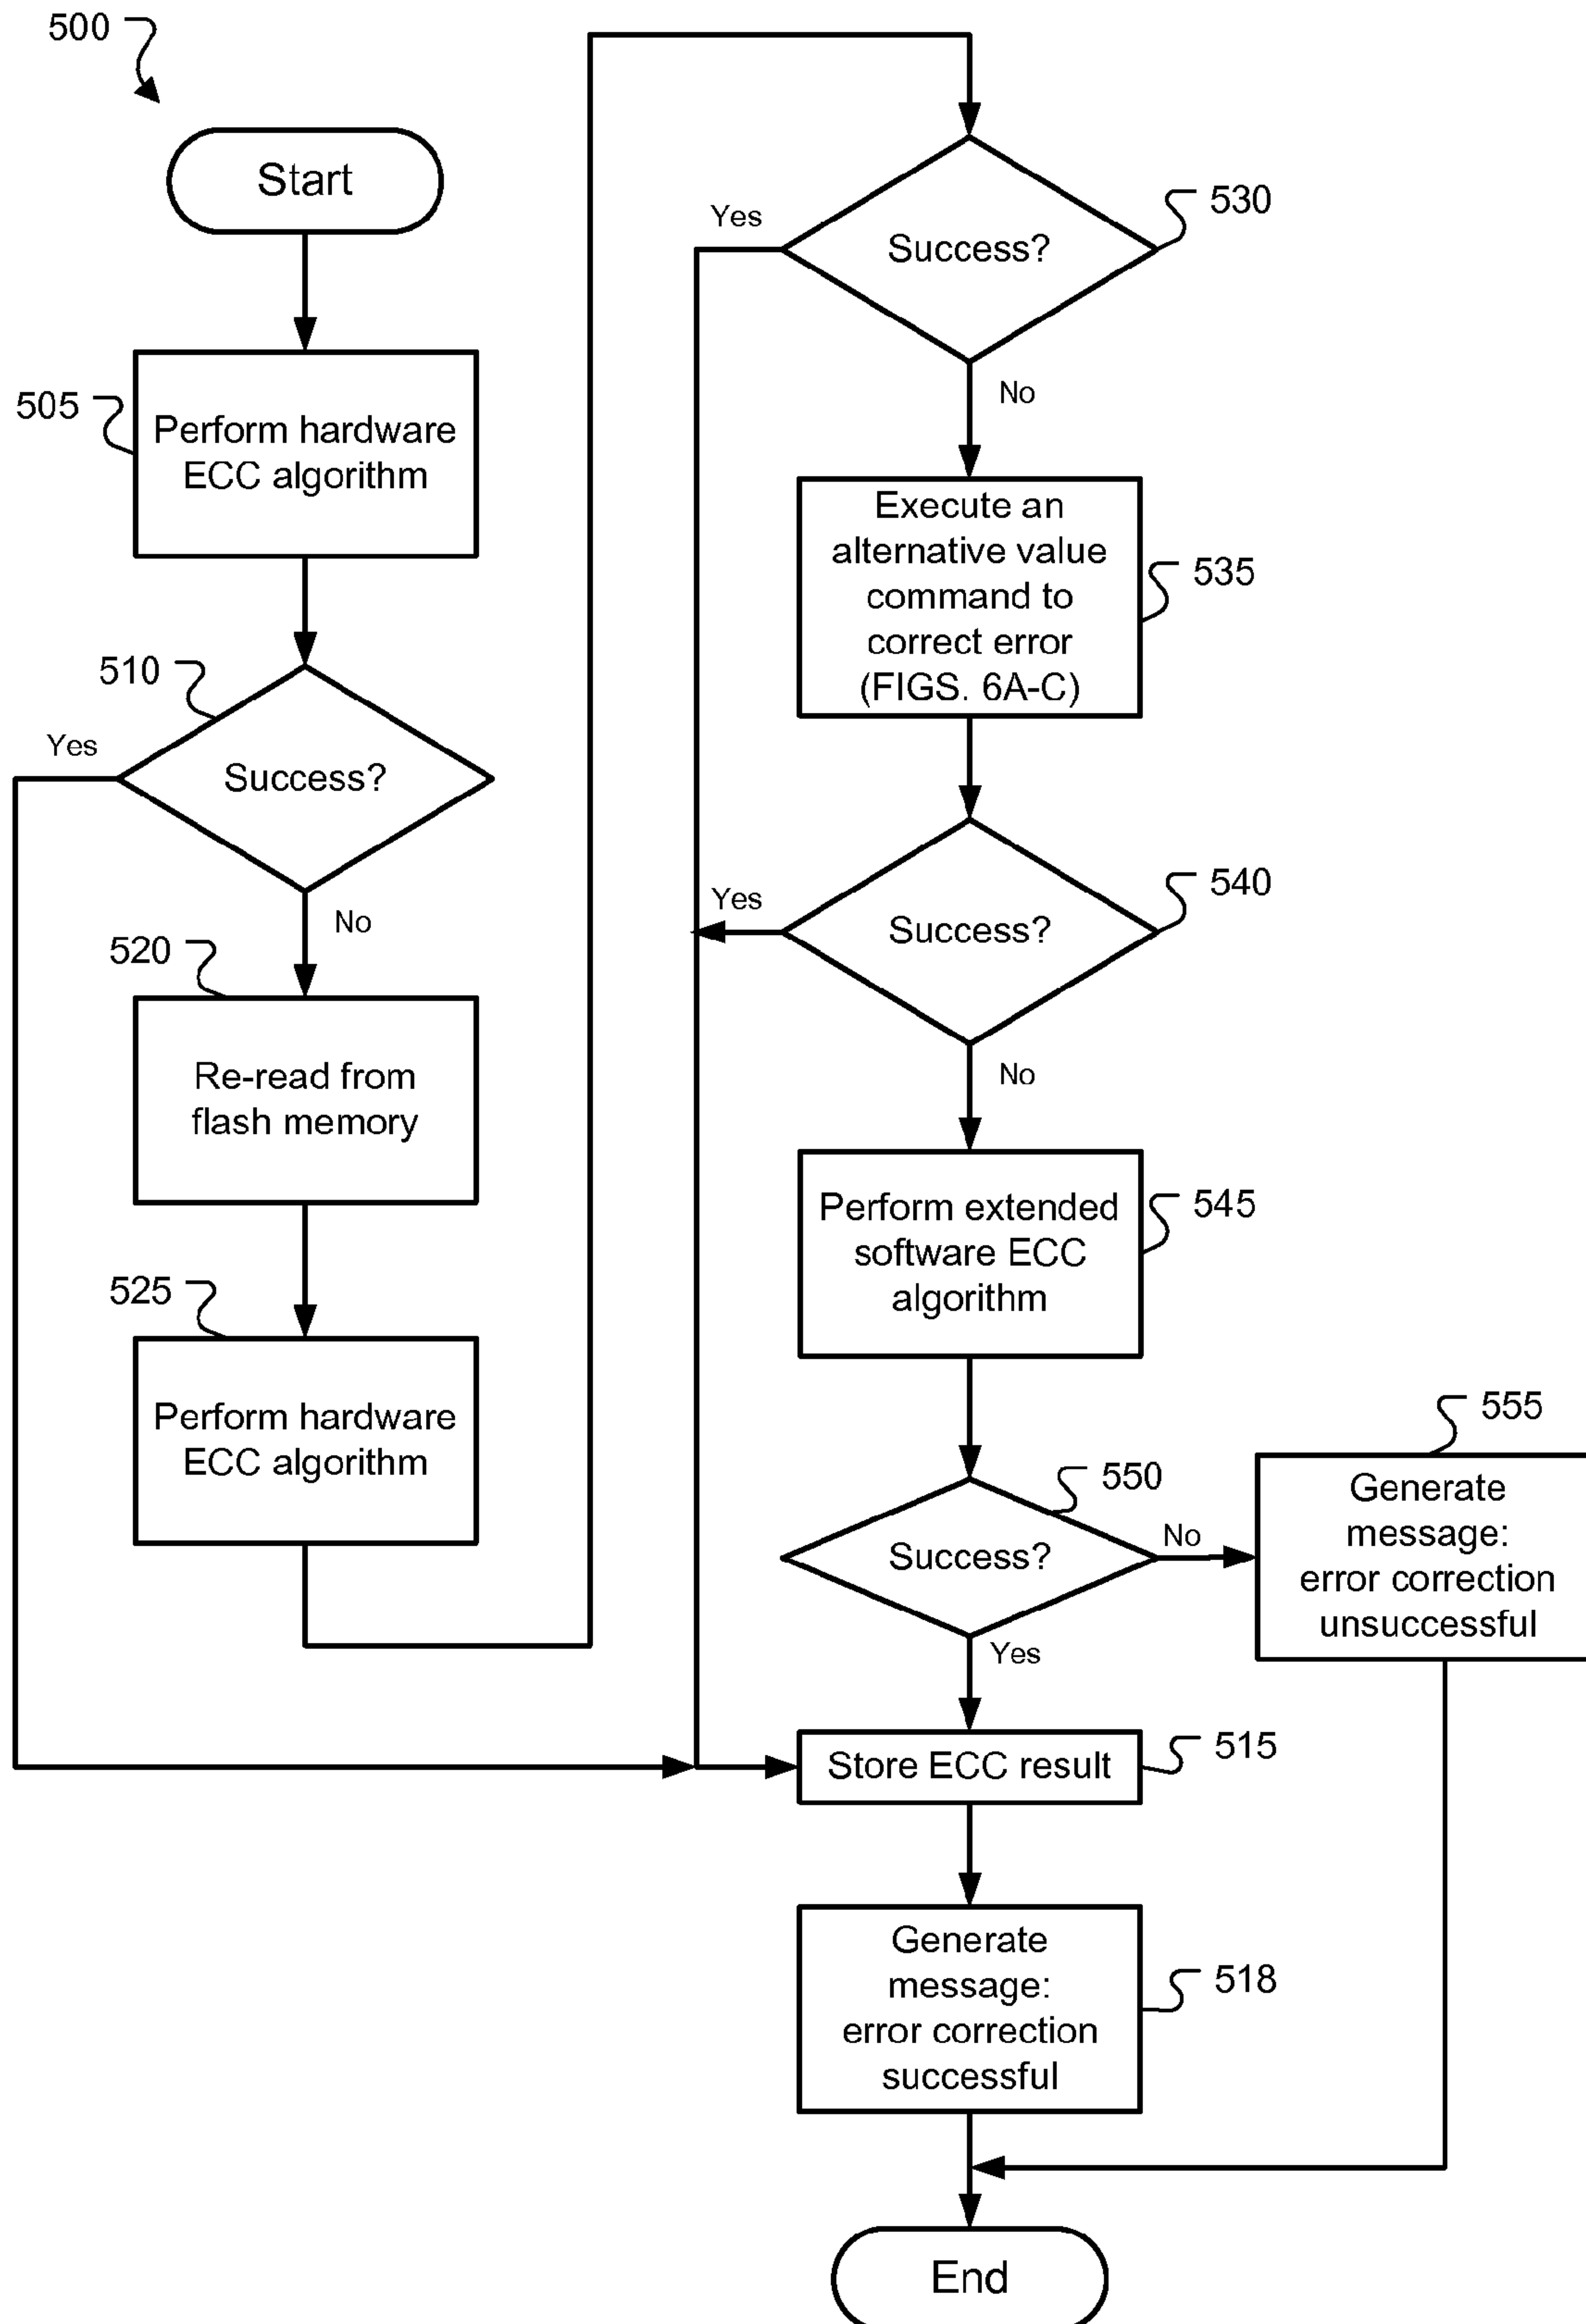 500
Start
505
Perform hardware
ECC algorithm
510
Yes
Success?
No
520
Re-read from
flash memory
525
Perform hardware
ECC algorithm
530
Yes
Success?
No
535
Execute an
alternative value
command to
correct error
(FIGS. 6A-C)
540
Yes
Success?
No
545
Perform extended
software ECC
algorithm
550
Success?
No
Yes
555
Generate
message:
error correction
unsuccessful
515
Store ECC result
518
Generate
message:
error correction
successful
End